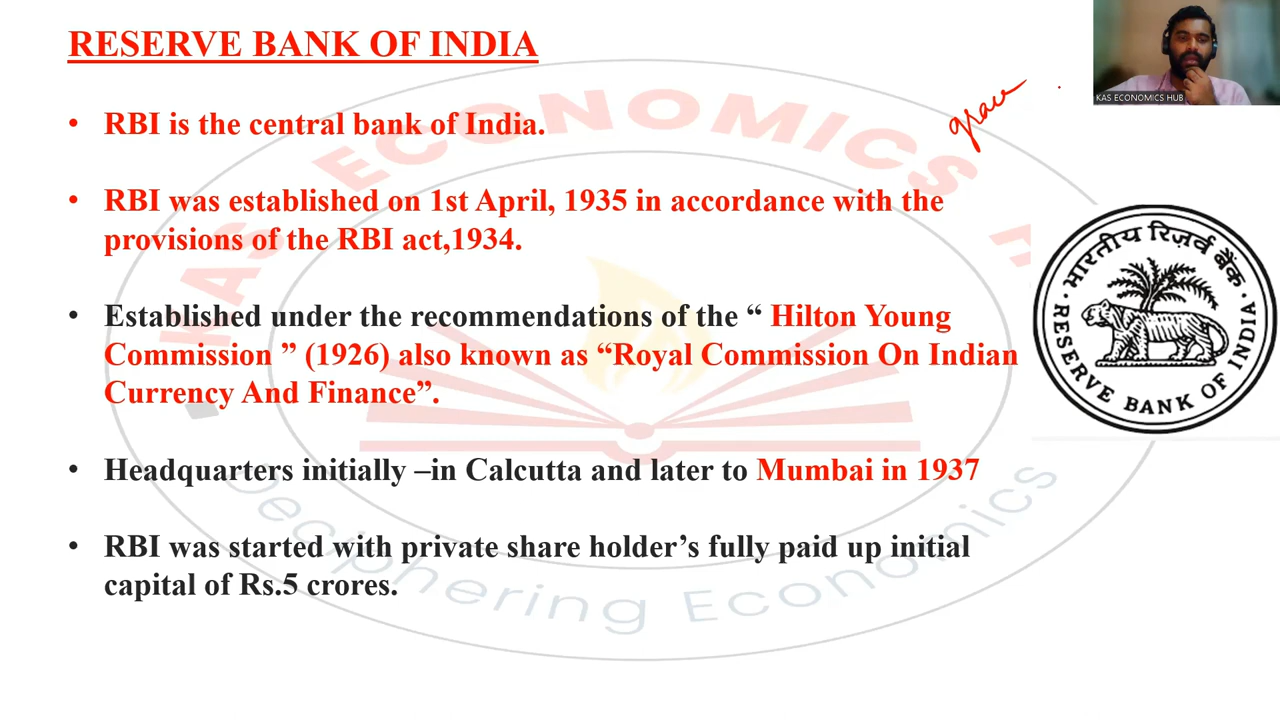 RESERVE BANK OF INDIA
KAS ECONOMICS HUB
• RBI is the central bank of India.
• RBI was established on 1st April, 1935 in accordance with the
provisions of the RBI act,1934.
• Established under the recommendations of the “ Hilton Young
Commission ” (1926) also known as “Royal Commission On Indian
Currency And Finance”.
• Headquarters initially –in Calcutta and later to Mumbai in 1937
• RBI was started with private share holder’s fully paid up initial
capital of Rs.5 crores.
भारतीय रिज़र्व बैंक
RESERVE BANK OF INDIA
KAS ECONOMICS
Deciphering Economics